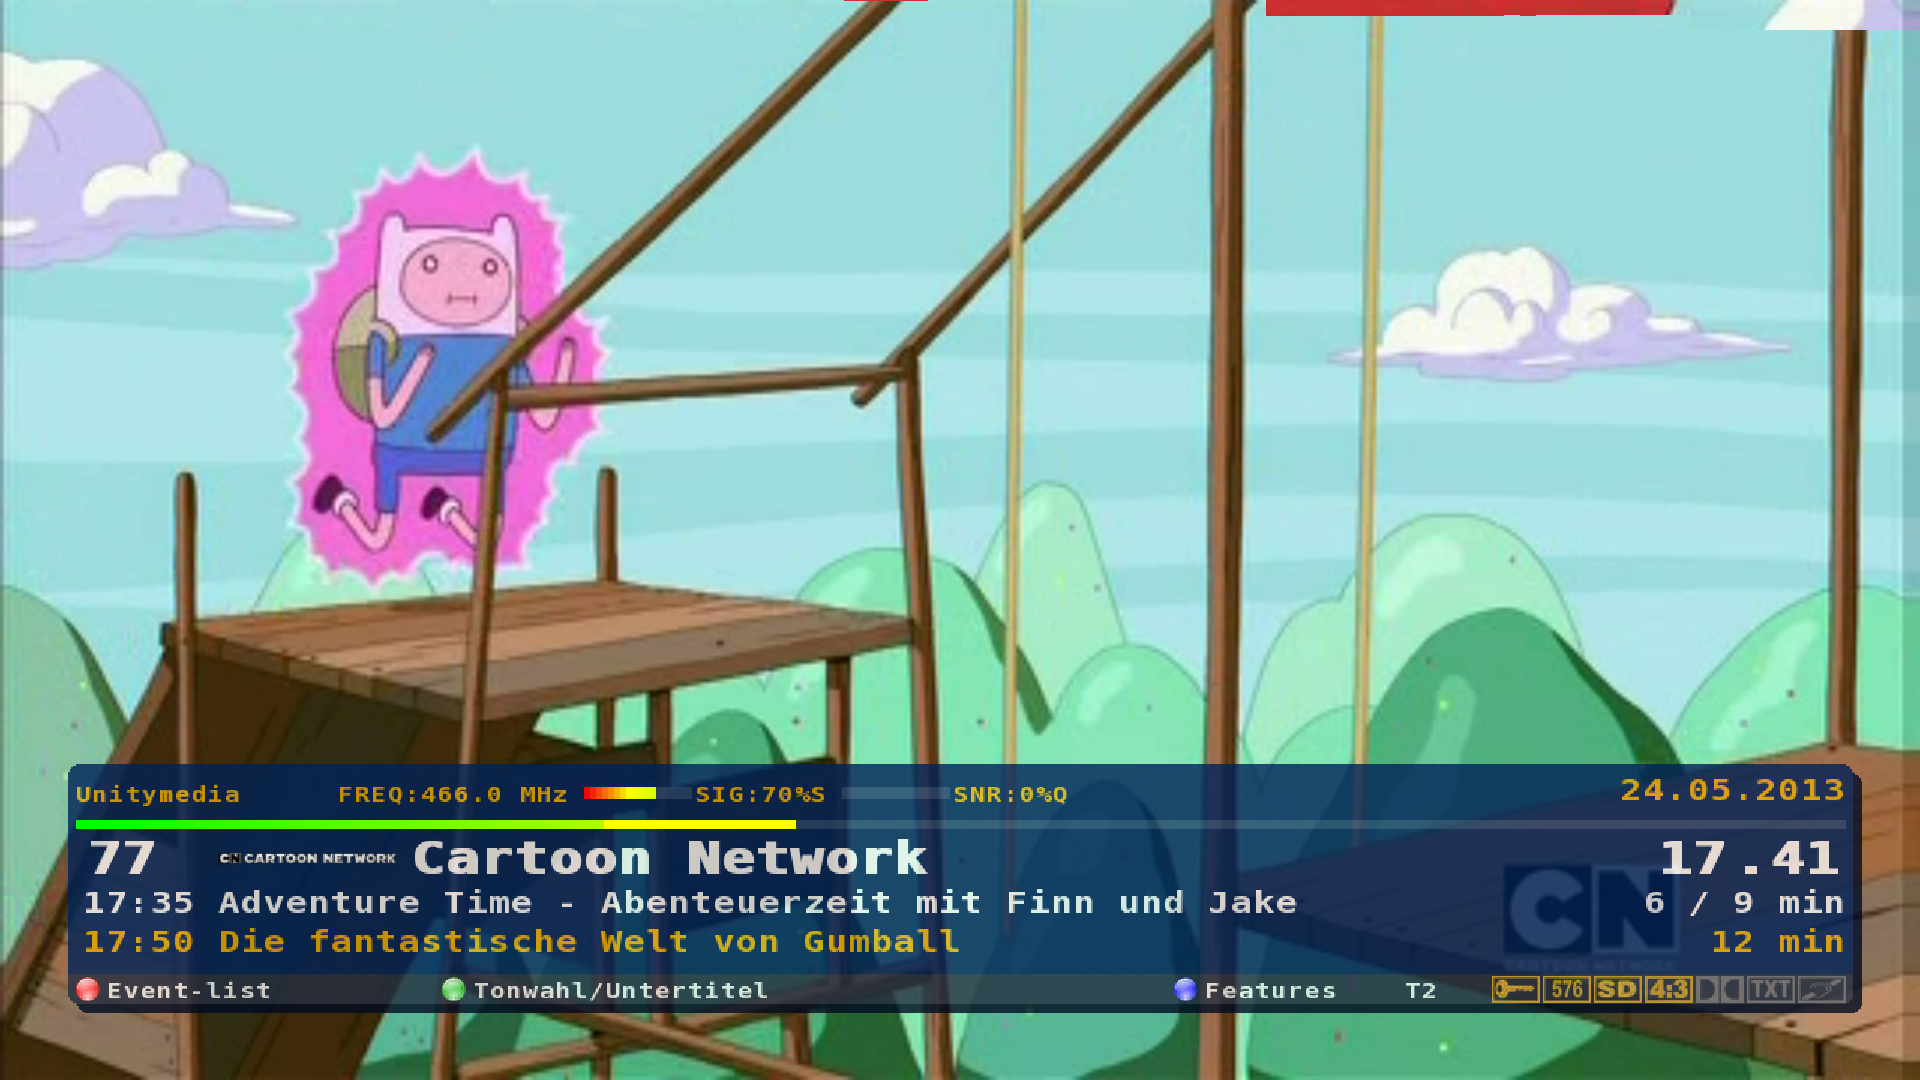 Unitymedia FREQ:466.0 MHz SIG:70%S SNR:0%Q 24.05.2013
77 CN CARTOON NETWORK Cartoon Network 17.41
17:35 Adventure Time - Abenteuerzeit mit Finn und Jake 6 / 9 min
17:50 Die fantastische Welt von Gumball 12 min
CN
CARTOON NETWORK
Event-list Tonwahl/Untertitel Features T2 576 SD 4:3 TXT